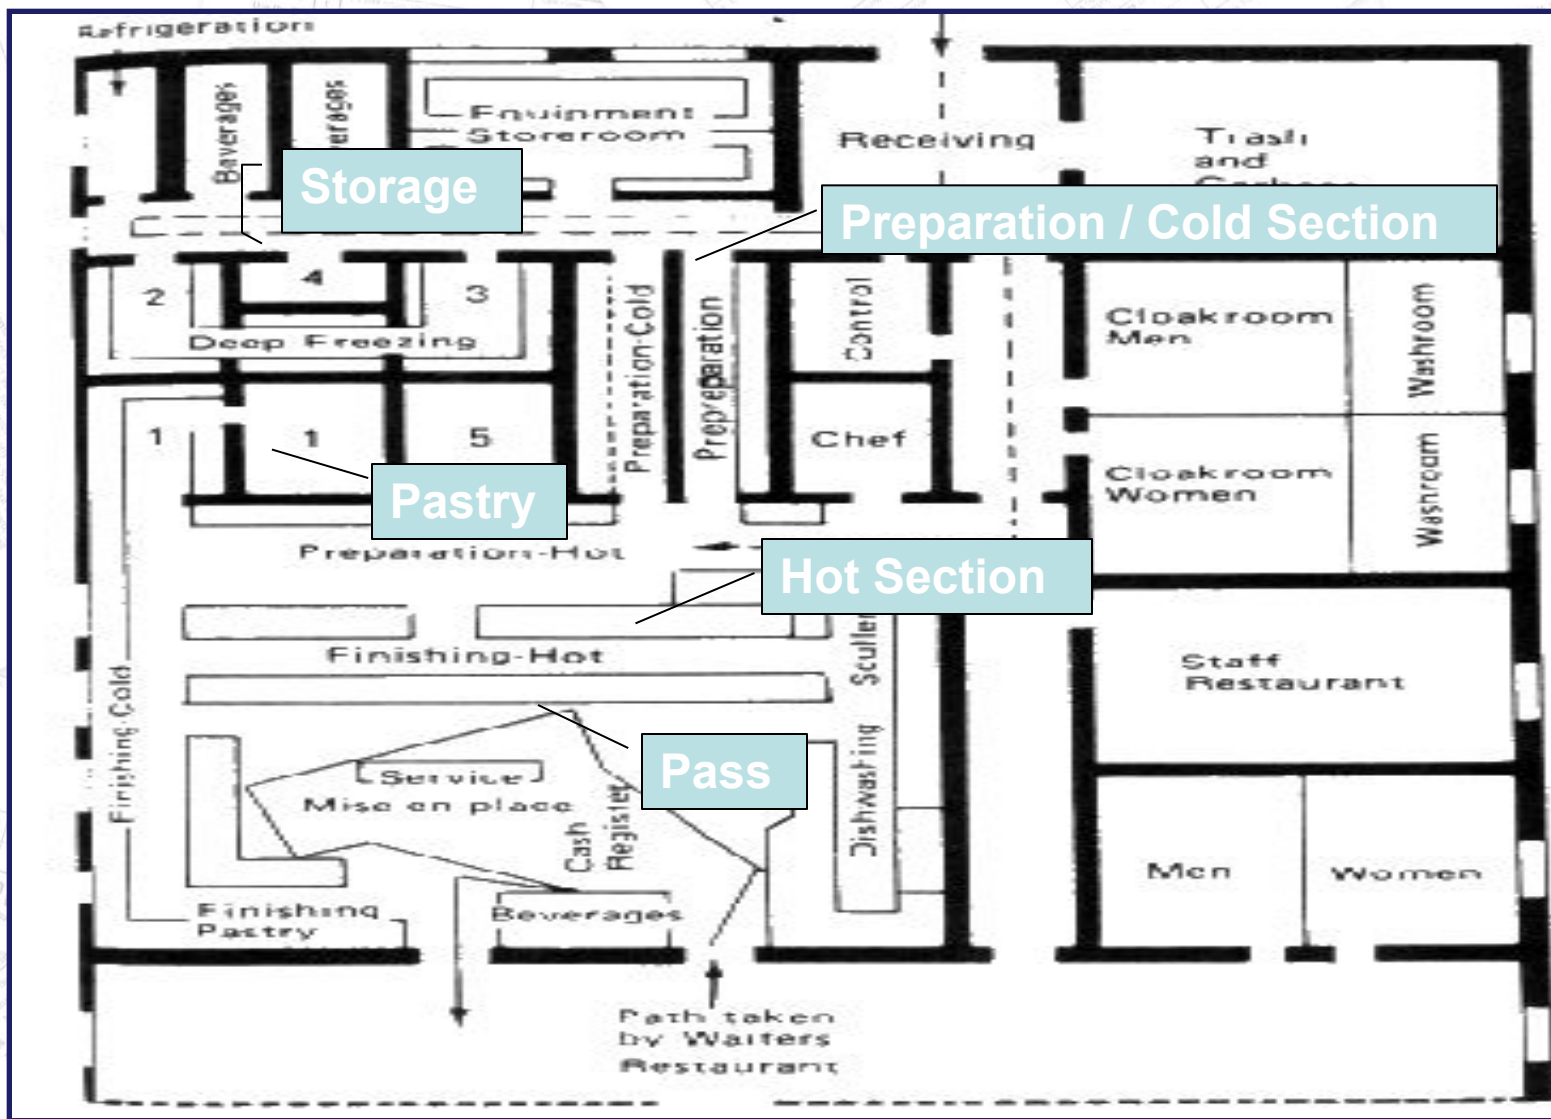 Refrigeration
Beverages
Equipment
Storeroom
Receiving
Trash
and
Storage
Preparation / Cold Section
2
4
3
Deep Freezing
Preparation-Cold
Preparation
Control
Cloakroom
Men
Washroom
1
1
5
Chef
Cloakroom
Women
Washroom
Pastry
Preparation-Hot
Hot Section
Finishing-Hot
Staff
Restaurant
Finishing-Cold
Pass
Service
Mise en place
Cash
Register
Dishwashing
Men
Women
Finishing
Pastry
Beverages
Path taken
by Waiters
Restaurant